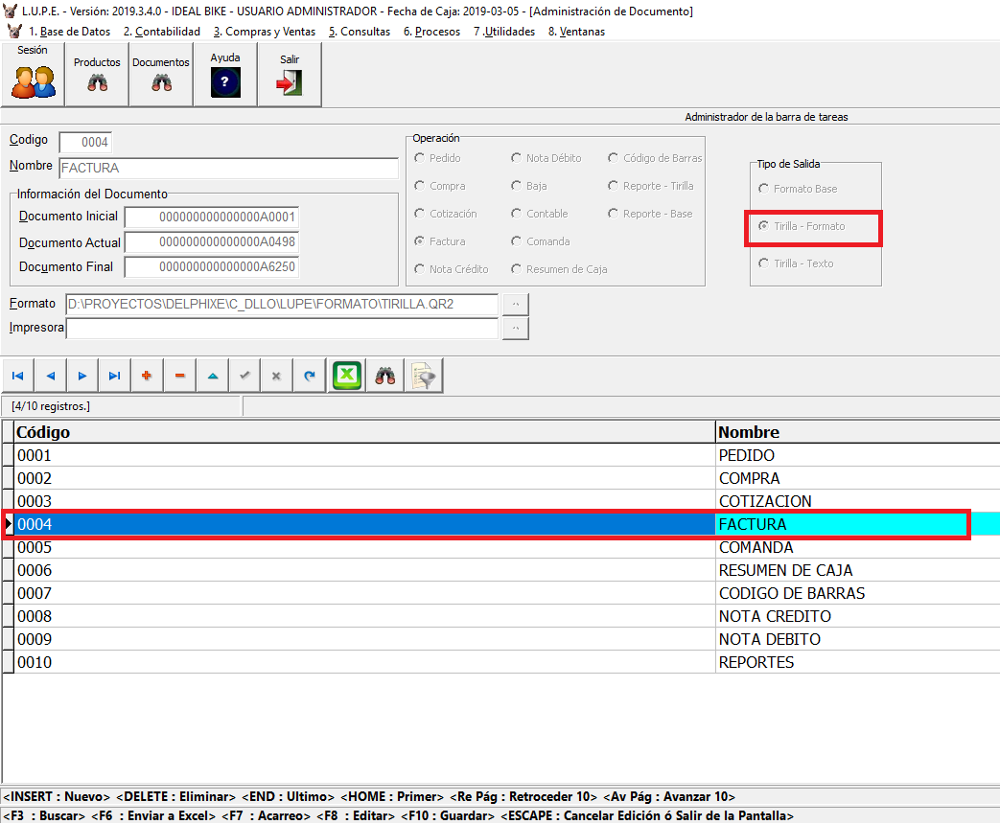 L.U.P.E. - Versión: 2019.3.4.0 - IDEAL BIKE - USUARIO ADMINISTRADOR - Fecha de Caja: 2019-03-05 - [Administración de Documento]
1. Base de Datos 2. Contabilidad 3. Compras y Ventas 5. Consultas 6. Procesos 7 .Utilidades 8. Ventanas
Sesión Productos Documentos Ayuda Salir
?
Administrador de la barra de tareas
Codigo 0004
Nombre FACTURA
Información del Documento
Documento Inicial 000000000000000A0001
Documento Actual 000000000000000A0498
Documento Final 000000000000000A6250
Operación
Pedido Nota Débito Código de Barras
Compra Baja Reporte - Tirilla
Cotización Contable Reporte - Base
Factura Comanda
Nota Crédito Resumen de Caja
Tipo de Salida
Formato Base
Tirilla - Formato
Tirilla - Texto
Formato D:\PROYECTOS\DELPHIXE\C_DLLO\LUPE\FORMATO\TIRILLA.QR2
Impresora
[4/10 registros.]
Código Nombre
0001 PEDIDO
0002 COMPRA
0003 COTIZACION
0004 FACTURA
0005 COMANDA
0006 RESUMEN DE CAJA
0007 CODIGO DE BARRAS
0008 NOTA CREDITO
0009 NOTA DEBITO
0010 REPORTES
<INSERT : Nuevo> <DELETE : Eliminar> <END : Ultimo> <HOME : Primer> <Re Pág : Retroceder 10> <Av Pág : Avanzar 10>
<F3 : Buscar> <F6 : Enviar a Excel> <F7 : Acarreo> <F8 : Editar> <F10 : Guardar> <ESCAPE : Cancelar Edición ó Salir de la Pantalla>